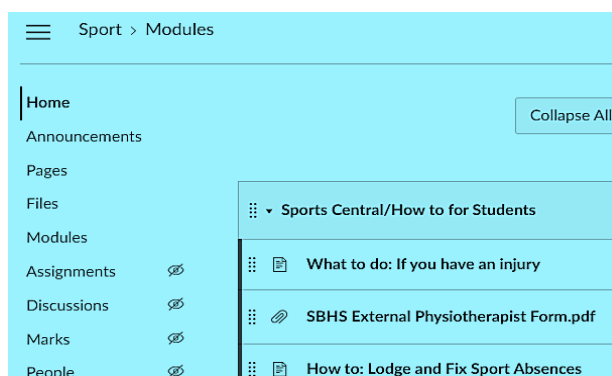 Sport > Modules
Home
Collapse All
Announcements
Pages
Files
Modules
Assignments
Discussions
Marks
People
Sports Central/How to for Students
What to do: If you have an injury
SBHS External Physiotherapist Form.pdf
How to: Lodge and Fix Sport Absences